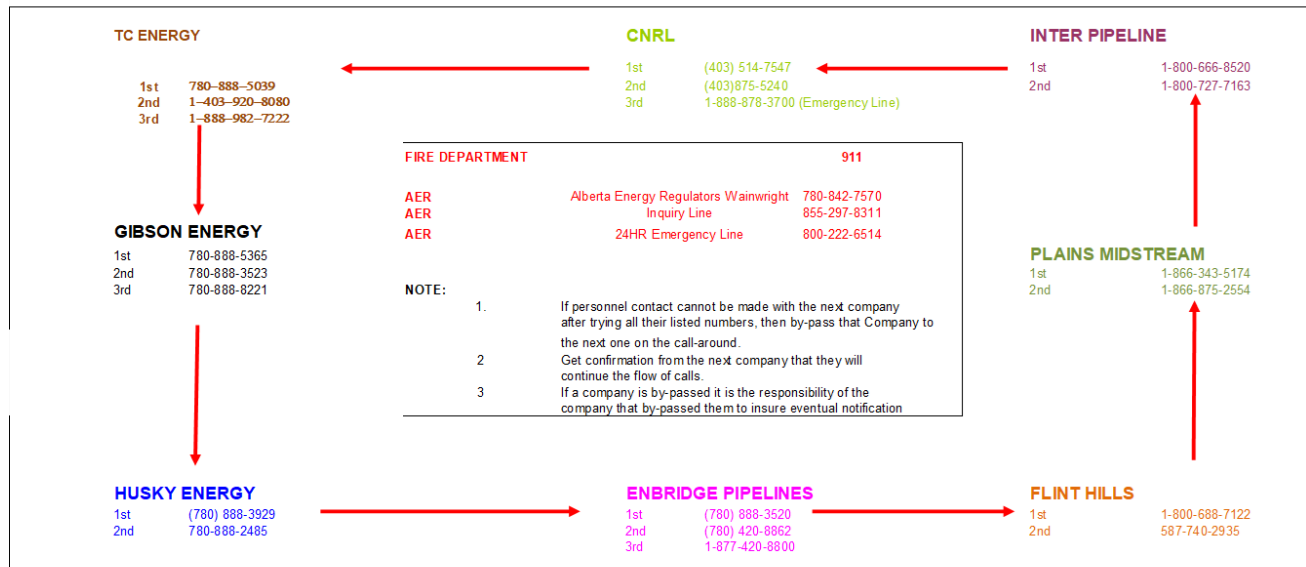 TC ENERGY
1st 780–888–5039
2nd 1–403–920–8080
3rd 1–888–982–7222
CNRL
1st (403) 514-7547
2nd (403)875-5240
3rd 1-888-878-3700 (Emergency Line)
INTER PIPELINE
1st 1-800-666-8520
2nd 1-800-727-7163
FIRE DEPARTMENT 911
AER Alberta Energy Regulators Wainwright 780-842-7570
AER Inquiry Line 855-297-8311
AER 24HR Emergency Line 800-222-6514
NOTE:
1. If personnel contact cannot be made with the next company
after trying all their listed numbers, then by-pass that Company to
the next one on the call-around.
2 Get confirmation from the next company that they will
continue the flow of calls.
3 If a company is by-passed it is the responsibility of the
company that by-passed them to insure eventual notification
GIBSON ENERGY
1st 780-888-5365
2nd 780-888-3523
3rd 780-888-8221
PLAINS MIDSTREAM
1st 1-866-343-5174
2nd 1-866-875-2554
HUSKY ENERGY
1st (780) 888-3929
2nd 780-888-2485
ENBRIDGE PIPELINES
1st (780) 888-3520
2nd (780) 420-8862
3rd 1-877-420-8800
FLINT HILLS
1st 1-800-688-7122
2nd 587-740-2935